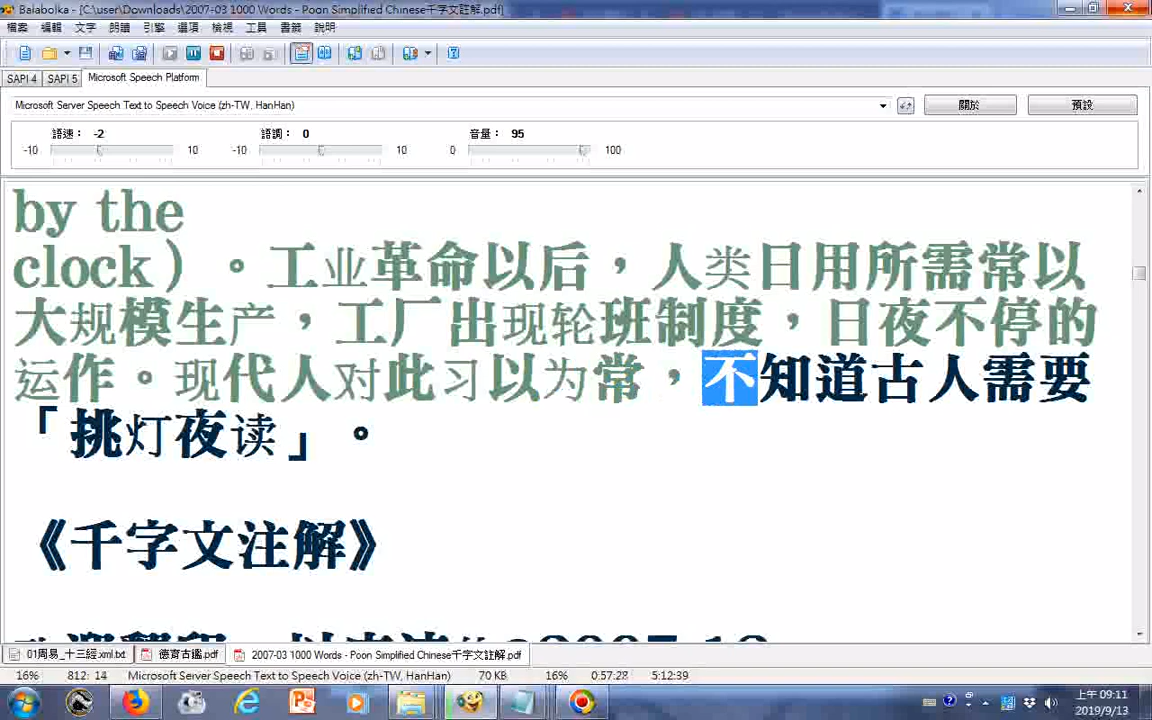 Balabolka - [C:\user\Downloads\2007-03 1000 Words - Poon Simplified Chinese千字文註解.pdf]
檔案 編輯 文字 朗讀 引擎 選項 檢視 工具 書籤 說明
SAPI 4 SAPI 5 Microsoft Speech Platform
Microsoft Server Speech Text to Speech Voice (zh-TW, HanHan) 關於 預設
語速： -2 語調： 0 音量： 95
-10 10 -10 10 0 100
by the
clock）。工业革命以后，人类日用所需常以
大规模生产，工厂出现轮班制度，日夜不停的
运作。现代人对此习以为常，不知道古人需要
「挑灯夜读」。
《千字文注解》
01周易_十三經.xml.txt 德育古鑑.pdf 2007-03 1000 Words - Poon Simplified Chinese千字文註解.pdf
16% 812: 14 Microsoft Server Speech Text to Speech Voice (zh-TW, HanHan) 70 KB 16% 0:57:28 5:12:39
上午 09:11
2019/9/13